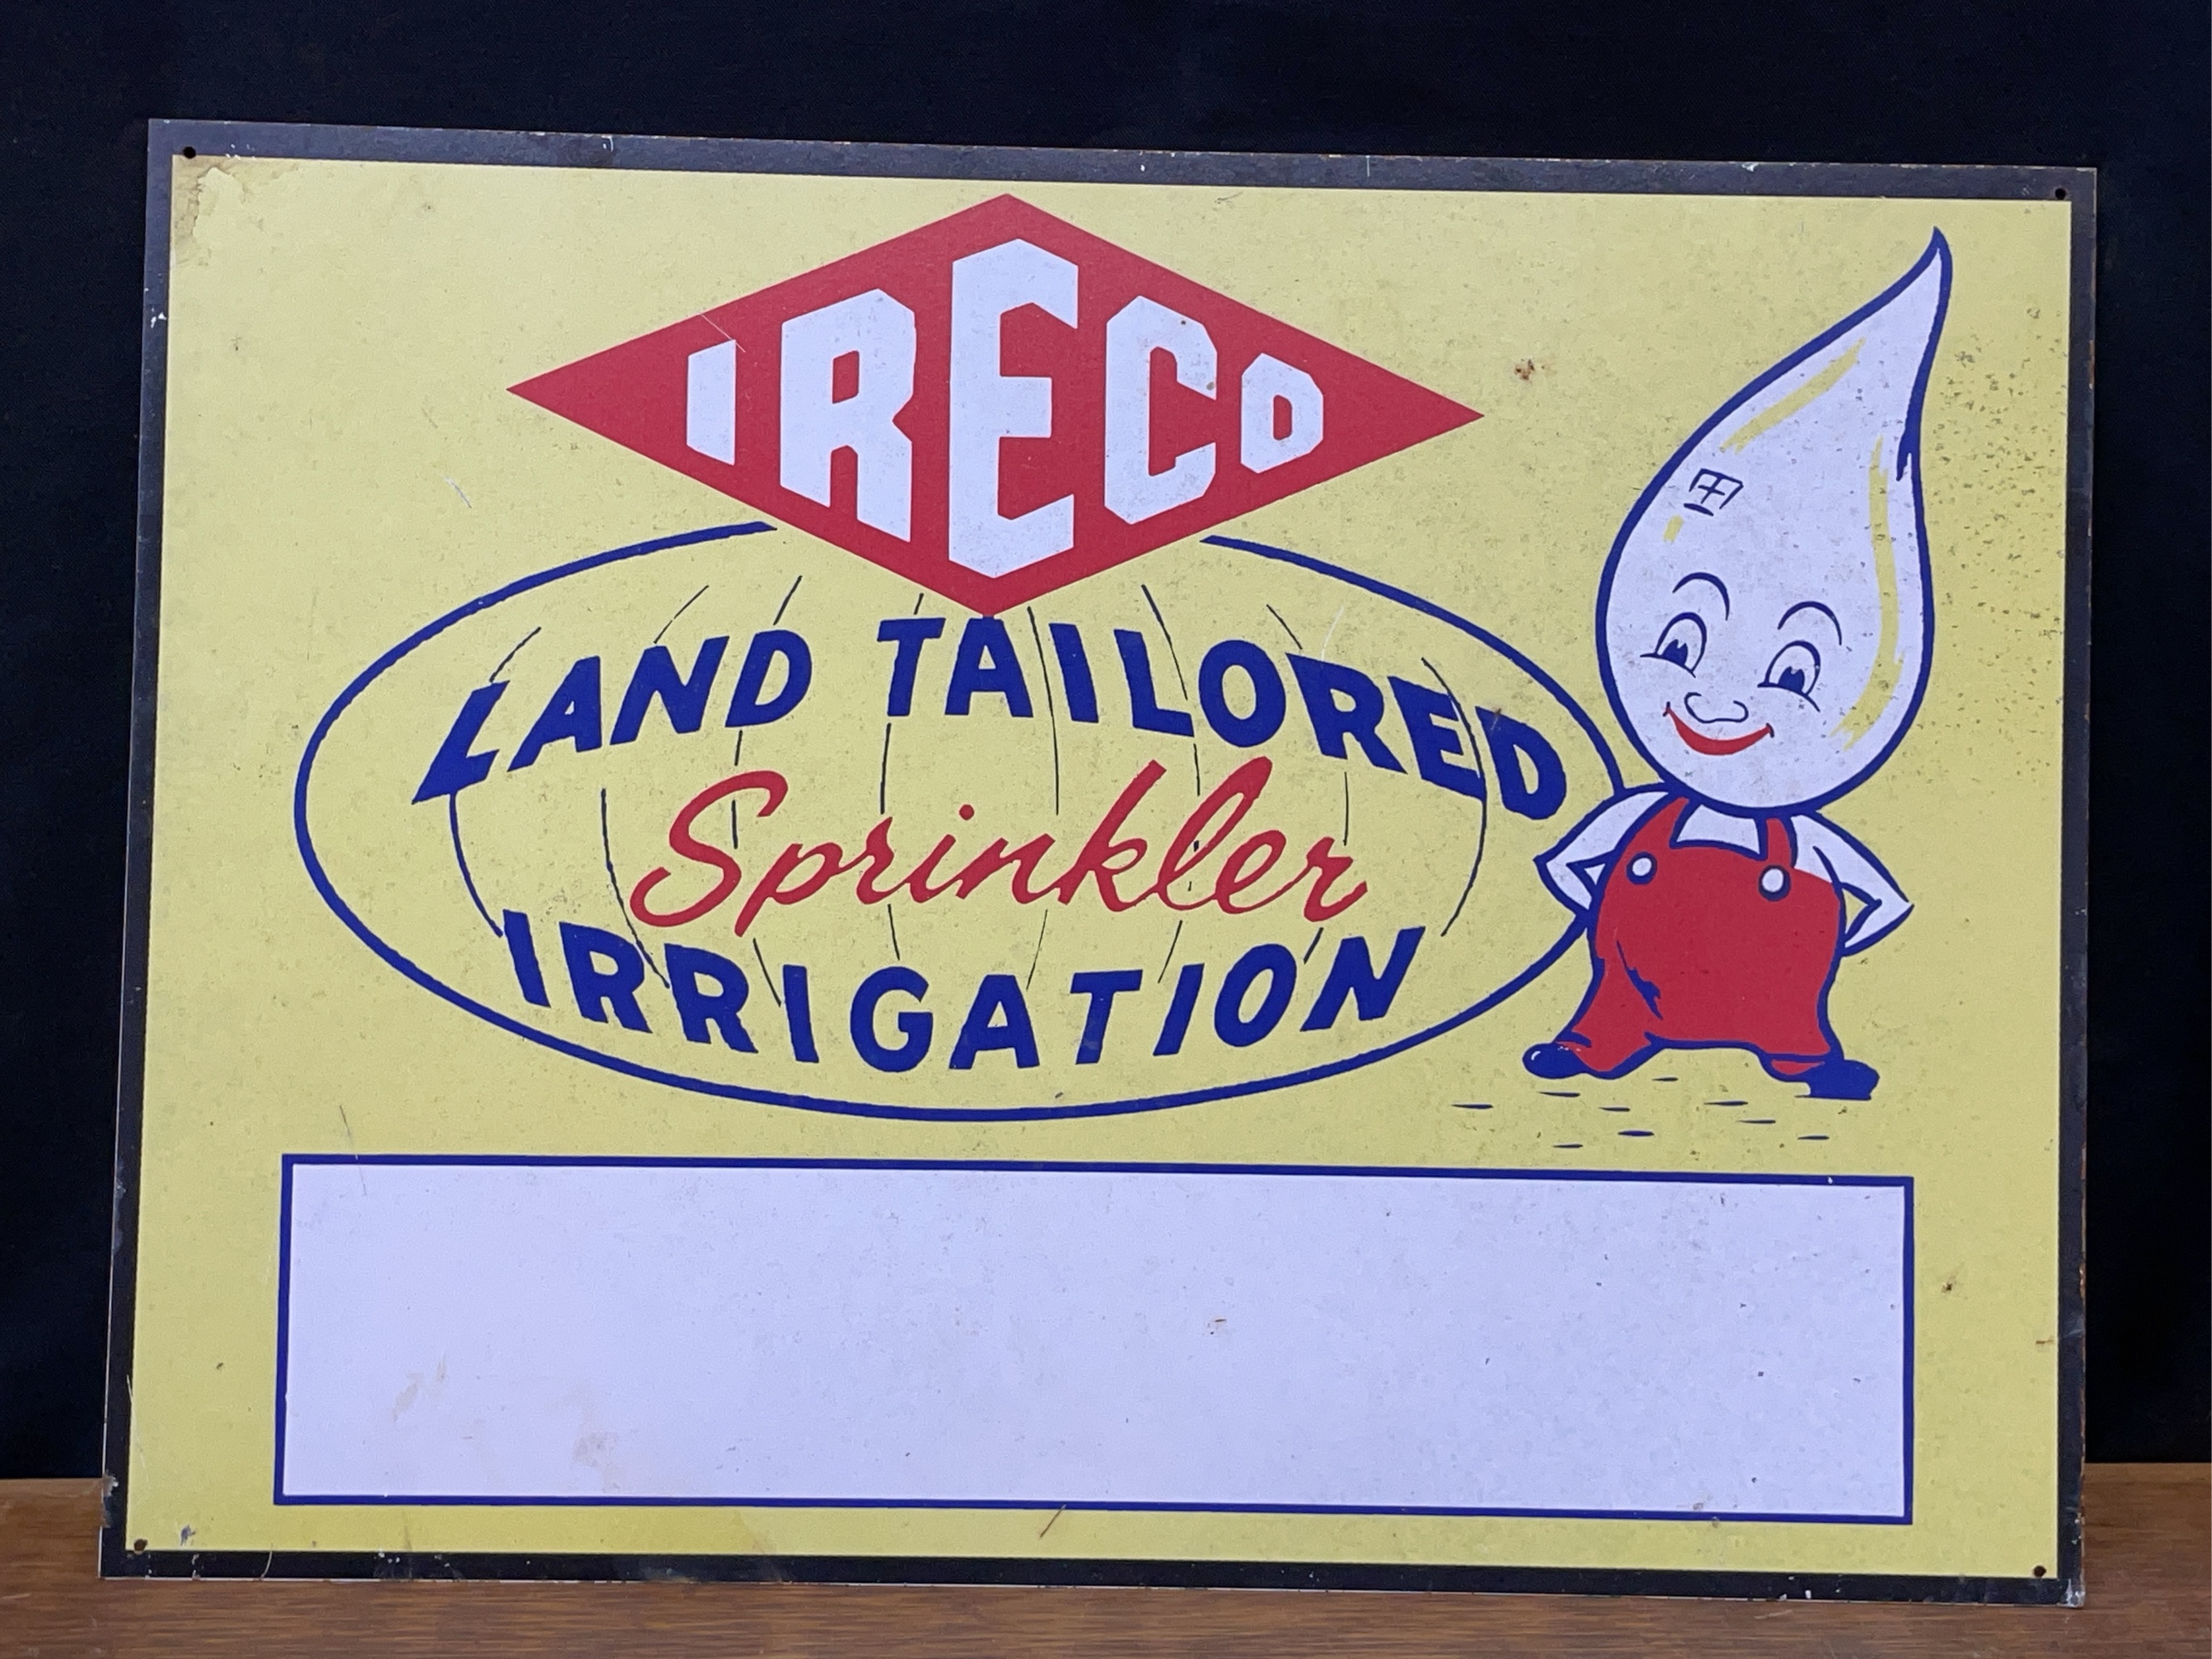 IRECO
LAND TAILORED
Sprinkler
IRRIGATION